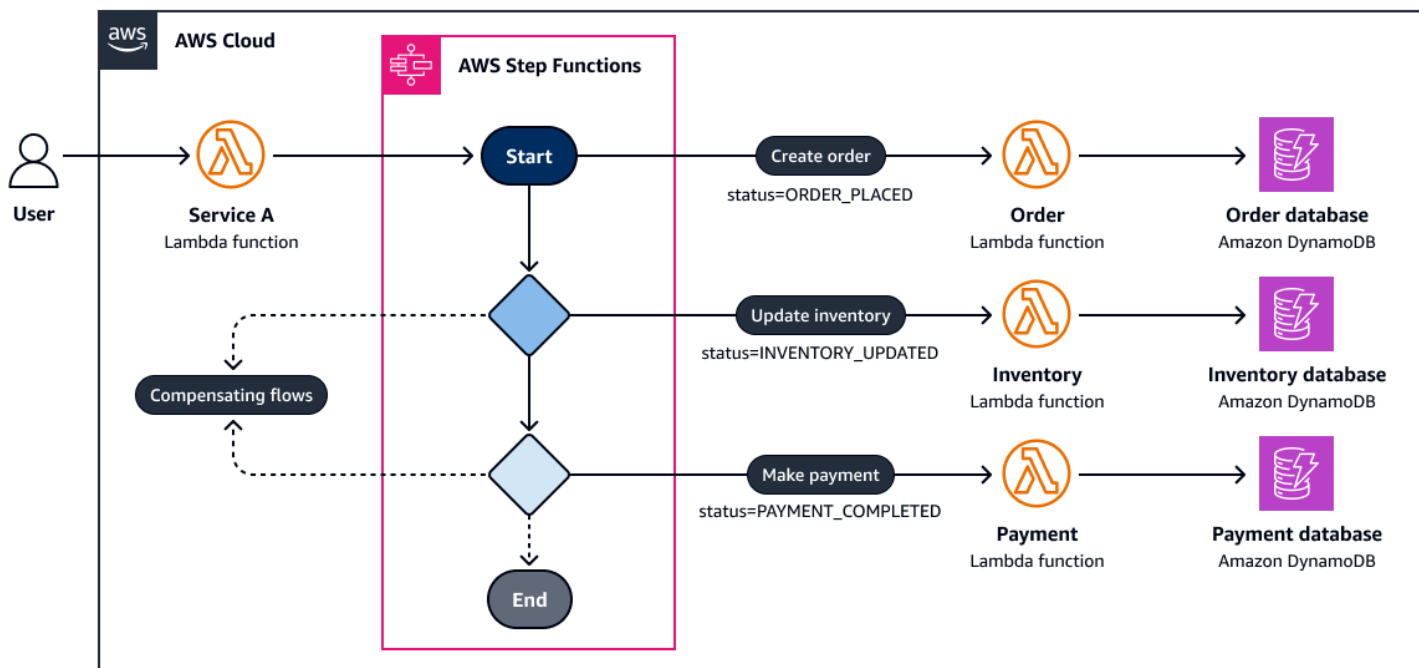 aws
AWS Cloud
AWS Step Functions
User
Service A
Lambda function
Start
Create order
status=ORDER_PLACED
Order
Lambda function
Order database
Amazon DynamoDB
Update inventory
status=INVENTORY_UPDATED
Inventory
Lambda function
Inventory database
Amazon DynamoDB
Compensating flows
Make payment
status=PAYMENT_COMPLETED
Payment
Lambda function
Payment database
Amazon DynamoDB
End